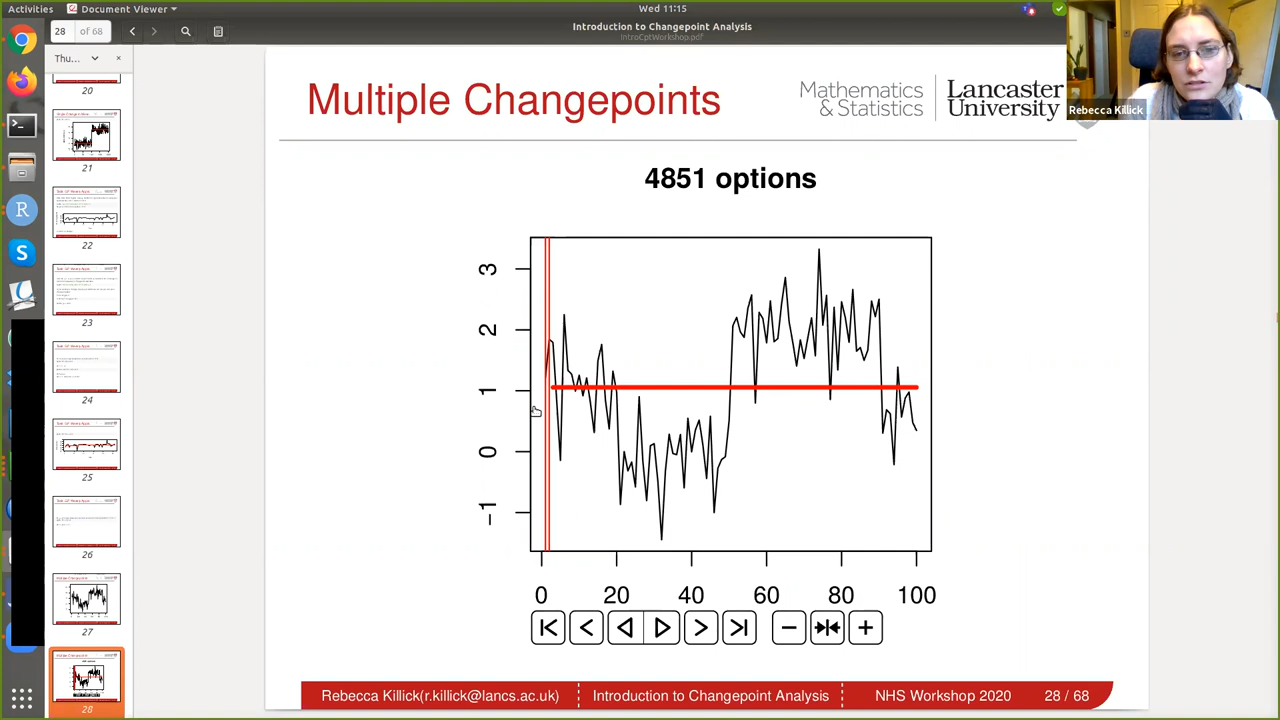 Activities
Document Viewer
Wed 11:15
28
of 68
Introduction to Changepoint Analysis
IntroCptWorkshop.pdf
Thu...
20
21
22
23
24
25
26
27
28
Multiple Changepoints
Mathematics
& Statistics
Lancaster
University
Rebecca Killick
4851 options
3
2
1
0
−1
0 20 40 60 80 100
Rebecca Killick(r.killick@lancs.ac.uk)
Introduction to Changepoint Analysis
NHS Workshop 2020
28 / 68